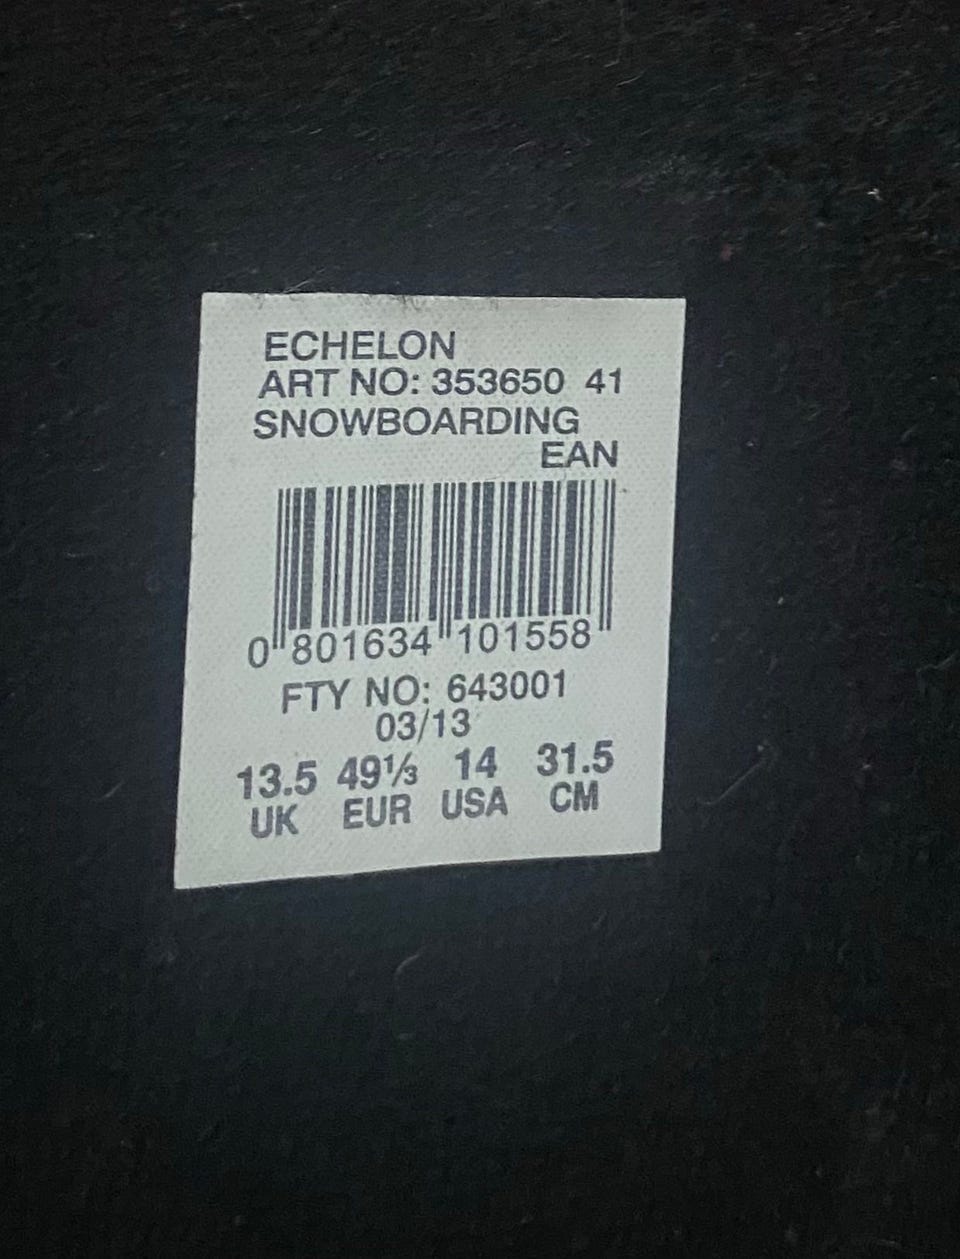 ECHELON
ART NO: 353650 41
SNOWBOARDING
EAN
0 801634 101558
FTY NO: 643001
03/13
13.5 49⅓ 14 31.5
UK EUR USA CM